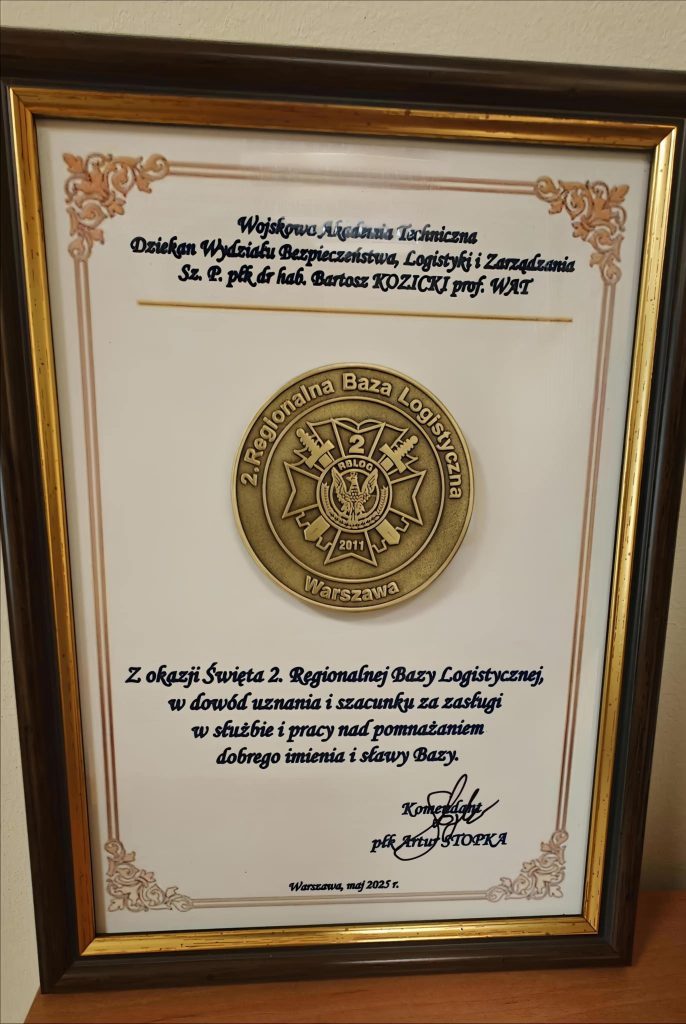 Wojskowa Akademia Techniczna
Dziekan Wydziału Bezpieczeństwa, Logistyki i Zarządzania
Sz. P. płk dr hab. Bartosz KOZICKI prof. WAT
2.Regionalna Baza Logistyczna
2
RBLOG
2011
Warszawa
Z okazji Święta 2. Regionalnej Bazy Logistycznej,
w dowód uznania i szacunku za zasługi
w służbie i pracy nad pomnażaniem
dobrego imienia i sławy Bazy.
Komendant
płk Artur STOPKA
Warszawa, maj 2025 r.